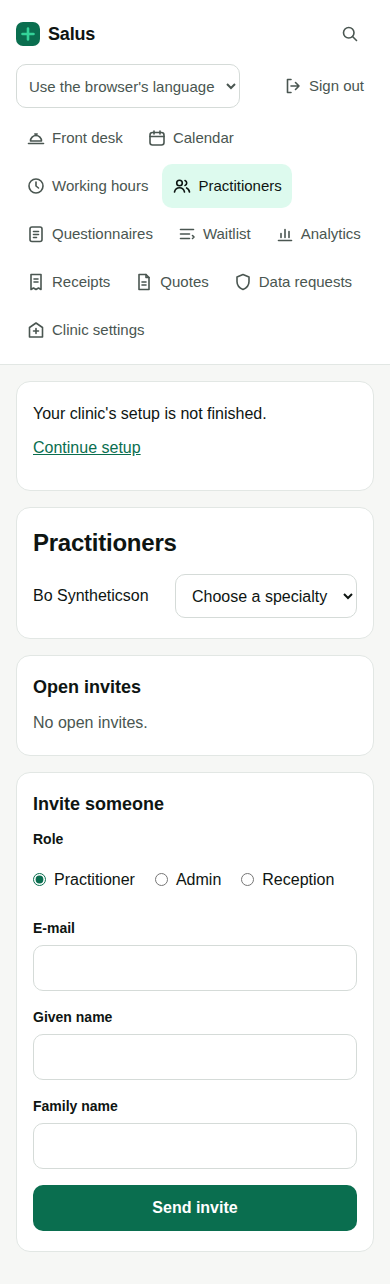 Salus
Use the browser's language
Sign out
Front desk
Calendar
Working hours
Practitioners
Questionnaires
Waitlist
Analytics
Receipts
Quotes
Data requests
Clinic settings
Your clinic's setup is not finished.
Continue setup
Practitioners
Bo Syntheticson
Choose a specialty
Open invites
No open invites.
Invite someone
Role
Practitioner
Admin
Reception
E-mail
Given name
Family name
Send invite